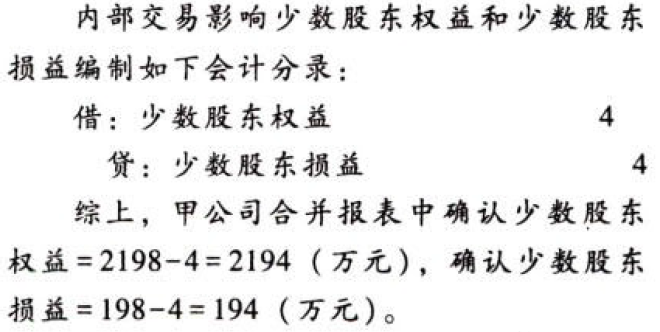 内部交易影响少数股东权益和少数股东
损益编制如下会计分录：
借：少数股东权益 4
贷：少数股东损益 4
综上，甲公司合并报表中确认少数股东
权益=2198-4=2194（万元），确认少数股东
损益=198-4=194（万元）。